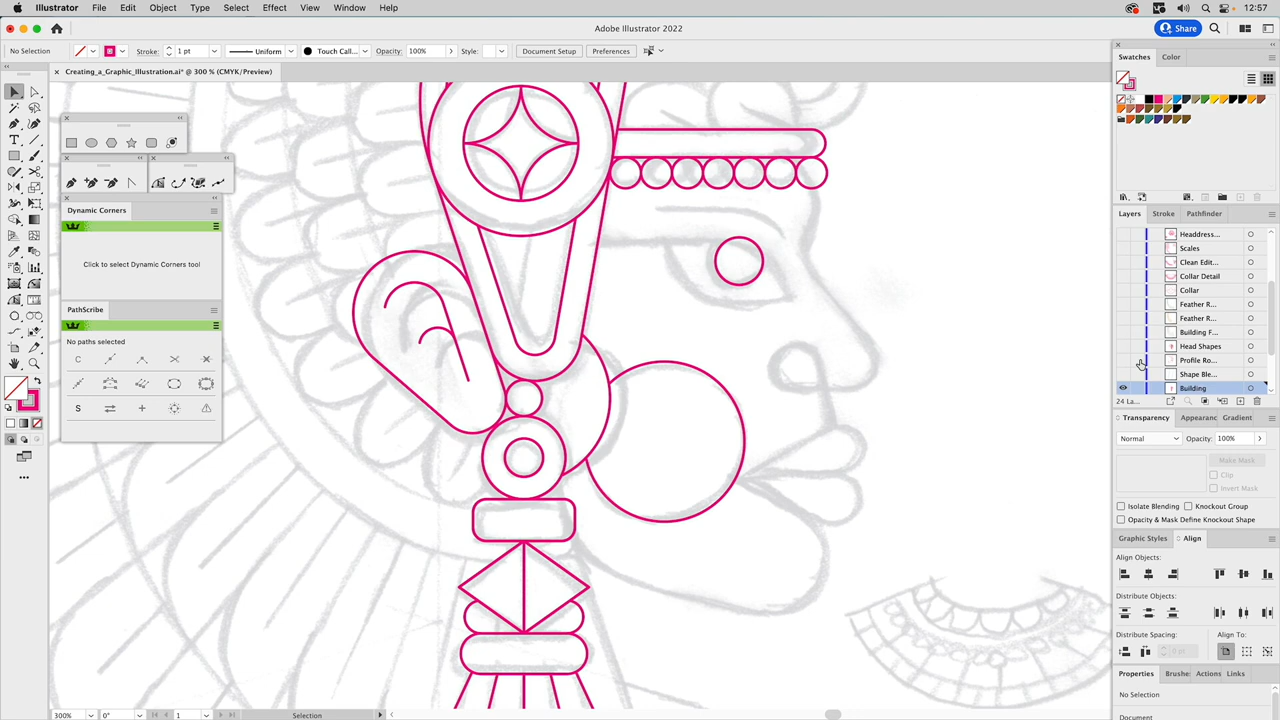 Illustrator File Edit Object Type Select Effect View Window Help 12:57
Adobe Illustrator 2022
Share
No Selection Stroke: 1 pt Uniform Touch Call... Opacity: 100% Style: Document Setup Preferences
Creating_a_Graphic_Illustration.ai* @ 300 % (CMYK/Preview)
Swatches Color
Dynamic Corners
Click to select Dynamic Corners tool
PathScribe
No paths selected
Layers Stroke Pathfinder
Headdress...
Scales
Clean Edit...
Collar Detail
Collar
Feather R...
Feather R...
Building F...
Head Shapes
Profile Ro...
Shape Ble...
Building
24 La...
Transparency Appearanc Gradient
Normal Opacity: 100%
Make Mask
Clip
Invert Mask
Isolate Blending Knockout Group
Opacity & Mask Define Knockout Shape
Graphic Styles Align
Align Objects:
Distribute Objects:
Distribute Spacing: Align To:
0 pt
Properties Brushe Actions Links
No Selection
Document
300% 0° 1 Selection